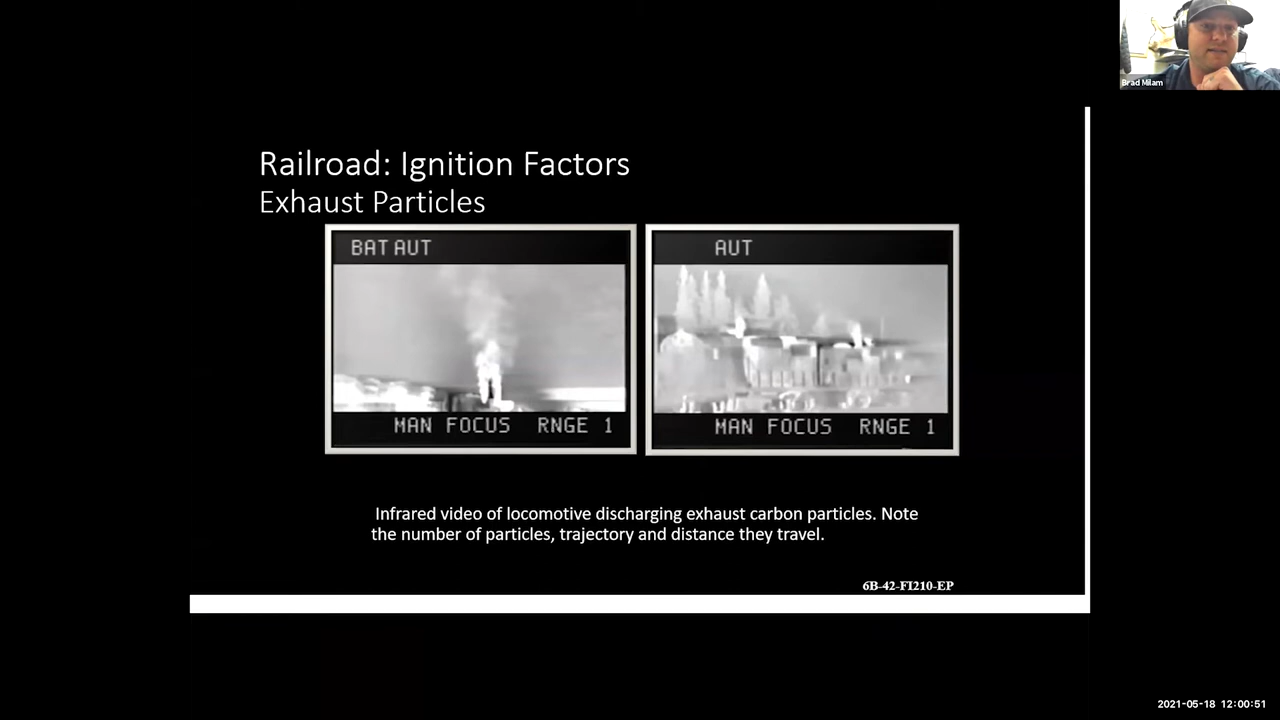 Brad Milam
Railroad: Ignition Factors
Exhaust Particles
BAT AUT
MAN FOCUS RNGE 1
AUT
MAN FOCUS RNGE 1
Infrared video of locomotive discharging exhaust carbon particles. Note
the number of particles, trajectory and distance they travel.
6B-42-FI210-EP
2021-05-18 12:00:51